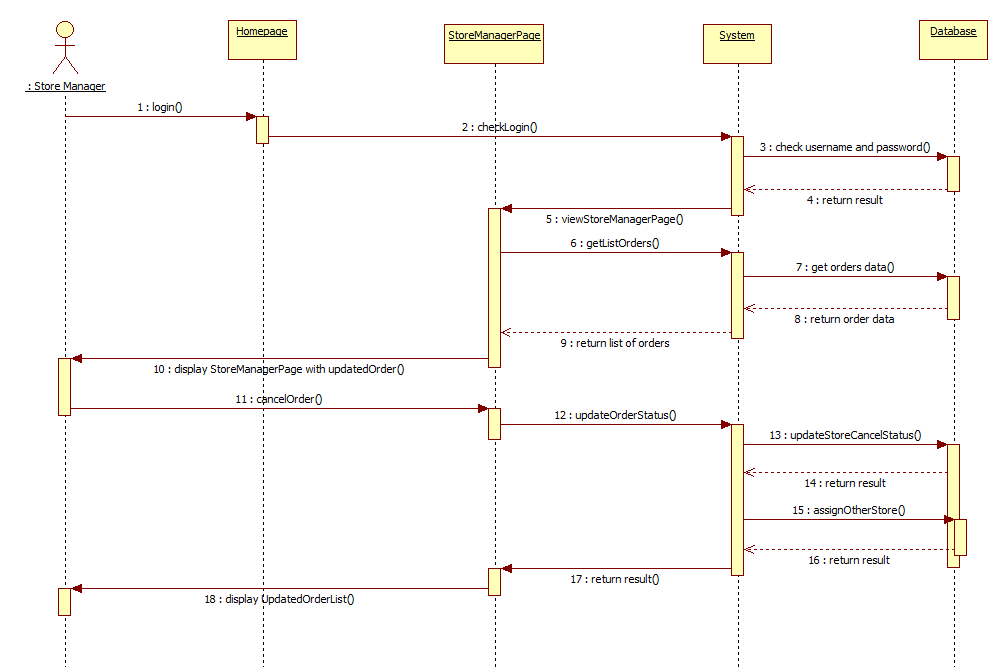 Homepage
StoreManagerPage
System
Database
: Store Manager
1 : login()
2 : checkLogin()
3 : check username and password()
4 : return result
5 : viewStoreManagerPage()
6 : getListOrders()
7 : get orders data()
8 : return order data
9 : return list of orders
10 : display StoreManagerPage with updatedOrder()
11 : cancelOrder()
12 : updateOrderStatus()
13 : updateStoreCancelStatus()
14 : return result
15 : assignOtherStore()
16 : return result
17 : return result()
18 : display UpdatedOrderList()